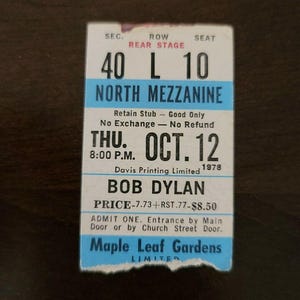 SEC. ROW SEAT
REAR STAGE
40 L 10
NORTH MEZZANINE
Retain Stub — Good Only
No Exchange — No Refund
THU. OCT. 12
8:00 P.M. 1978
Davis Printing Limited
BOB DYLAN
PRICE-7.73+RST.77-$8.50
ADMIT ONE. Entrance by Main
Door or by Church Street Door.
Maple Leaf Gardens
LIMITED